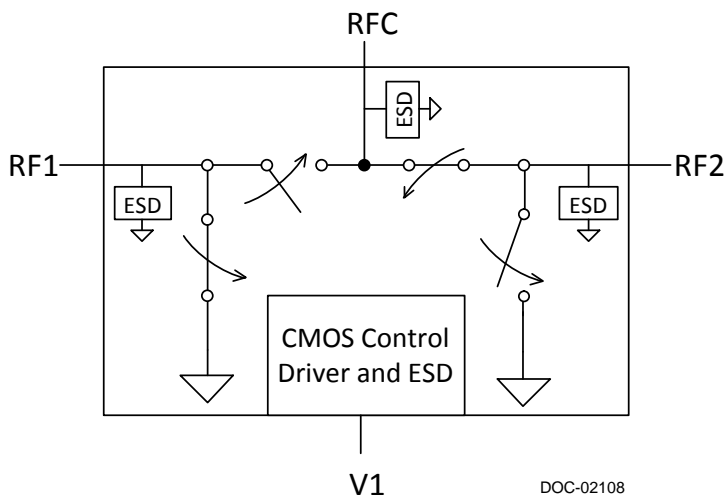 RFC
ESD
RF1
RF2
ESD
ESD
CMOS Control
Driver and ESD
V1
DOC-02108